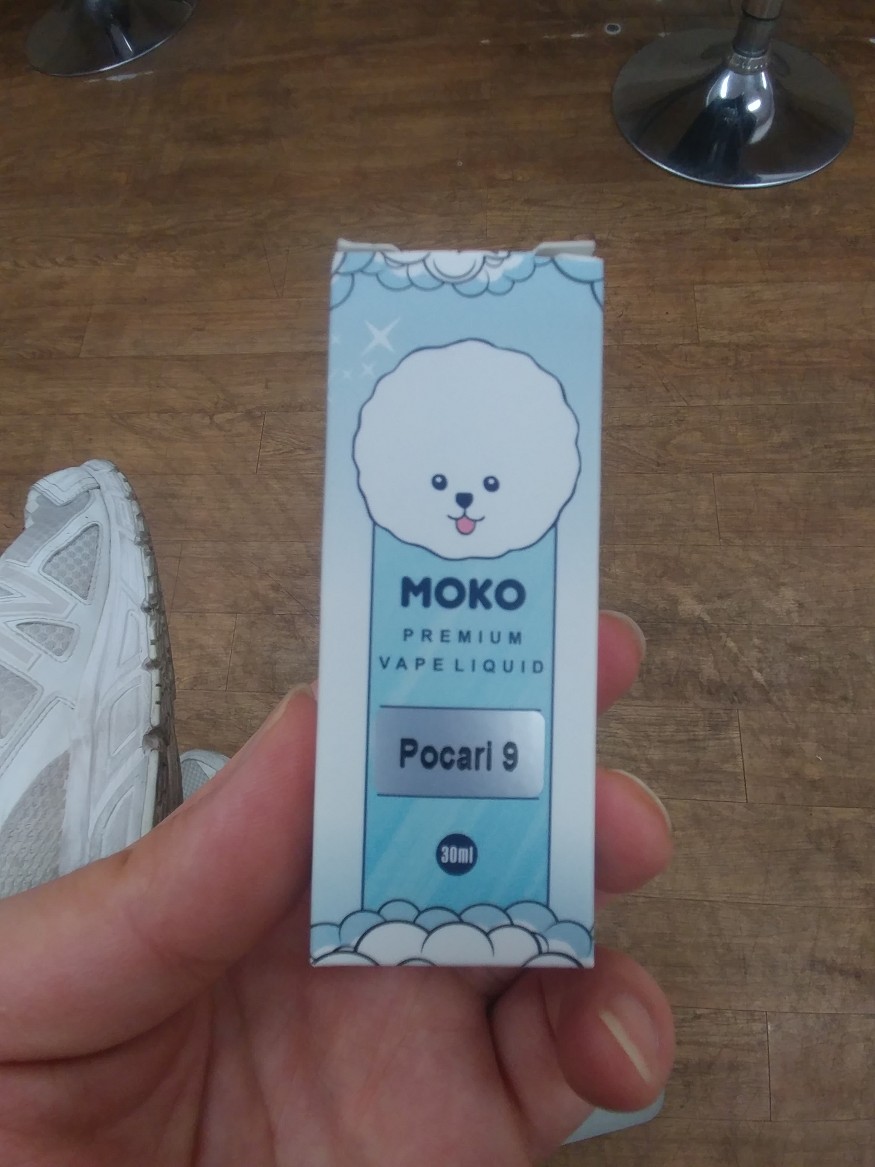 MOKO
PREMIUM
VAPE LIQUID
Pocari 9
30ml